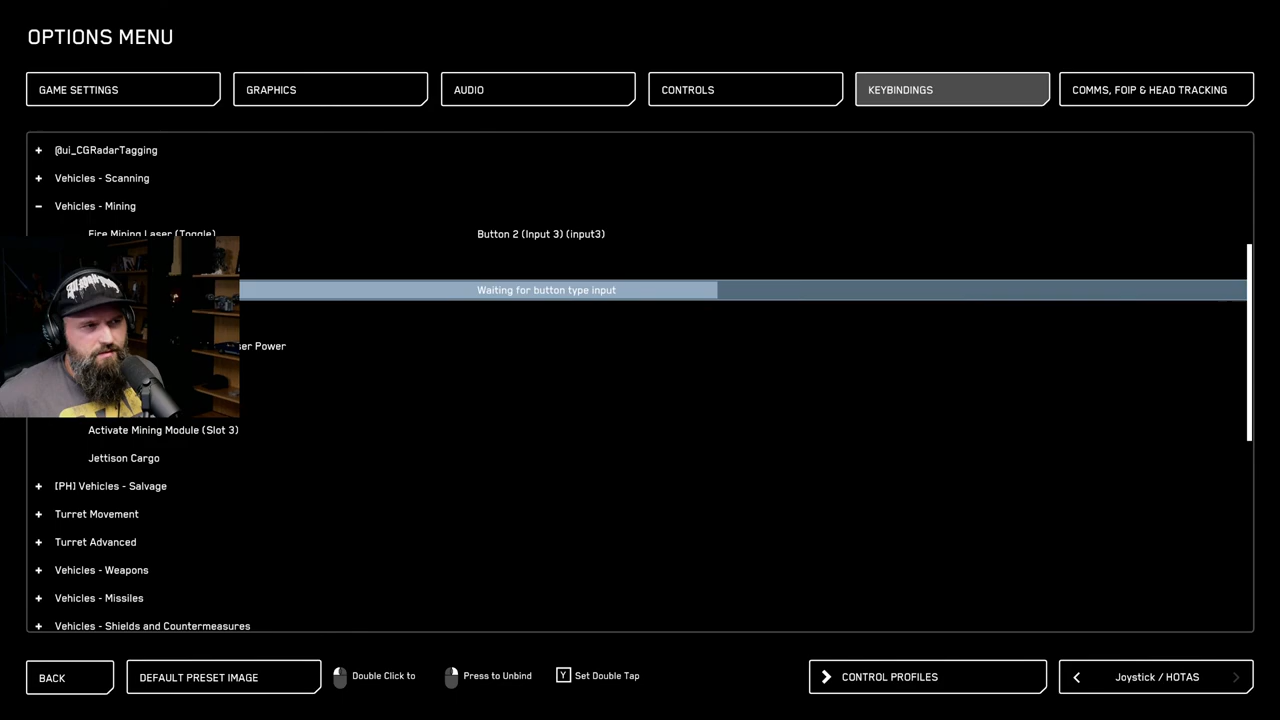 OPTIONS MENU
GAME SETTINGS
GRAPHICS
AUDIO
CONTROLS
KEYBINDINGS
COMMS, FOIP & HEAD TRACKING
+ @ui_CGRadarTagging
+ Vehicles - Scanning
- Vehicles - Mining
Fire Mining Laser (Toggle) Button 2 (Input 3) (input3)
Waiting for button type input
Power
Activate Mining Module (Slot 3)
Jettison Cargo
+ [PH] Vehicles - Salvage
+ Turret Movement
+ Turret Advanced
+ Vehicles - Weapons
+ Vehicles - Missiles
+ Vehicles - Shields and Countermeasures
BACK
DEFAULT PRESET IMAGE
Double Click to
Press to Unbind
Y Set Double Tap
CONTROL PROFILES
Joystick / HOTAS